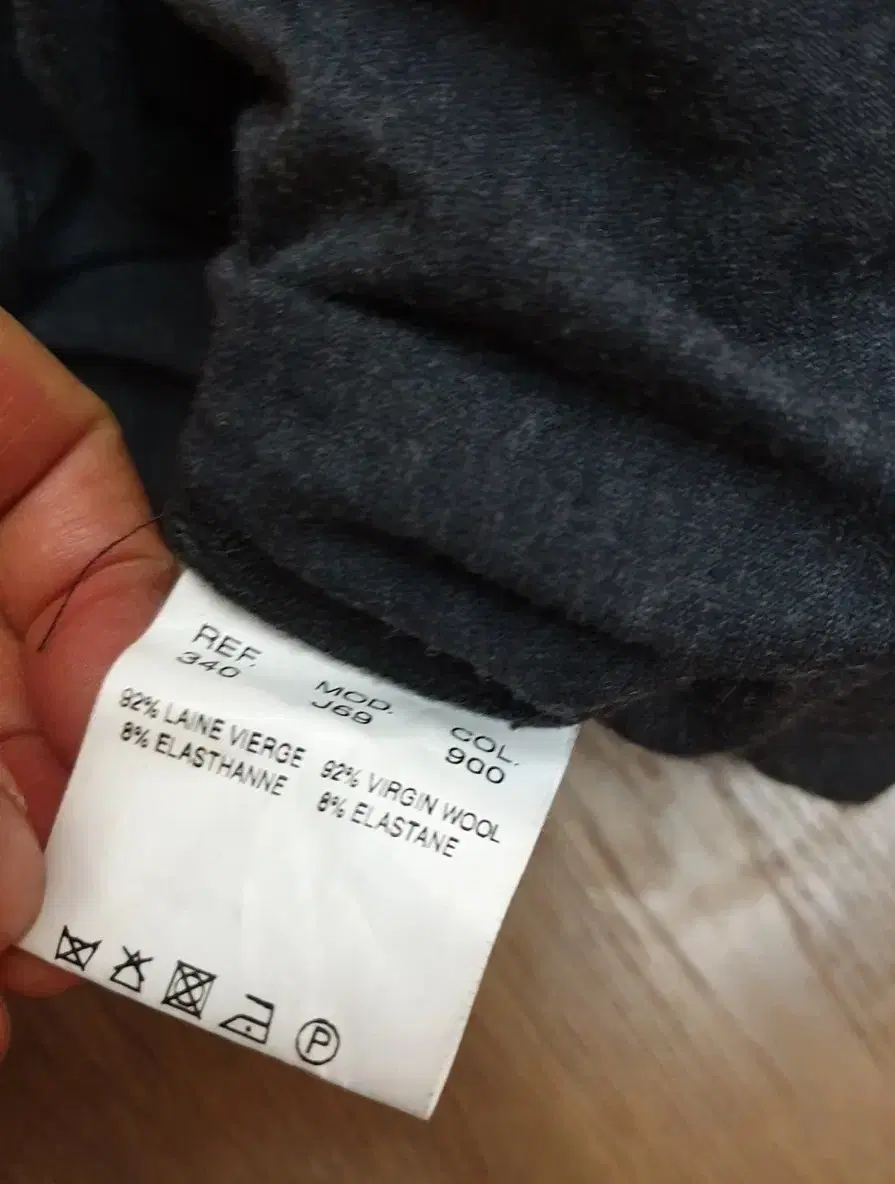 REF. MOD. COL.
340 J69 900
92% LAINE VIERGE 92% VIRGIN WOOL
8% ELASTHANNE 8% ELASTANE
P